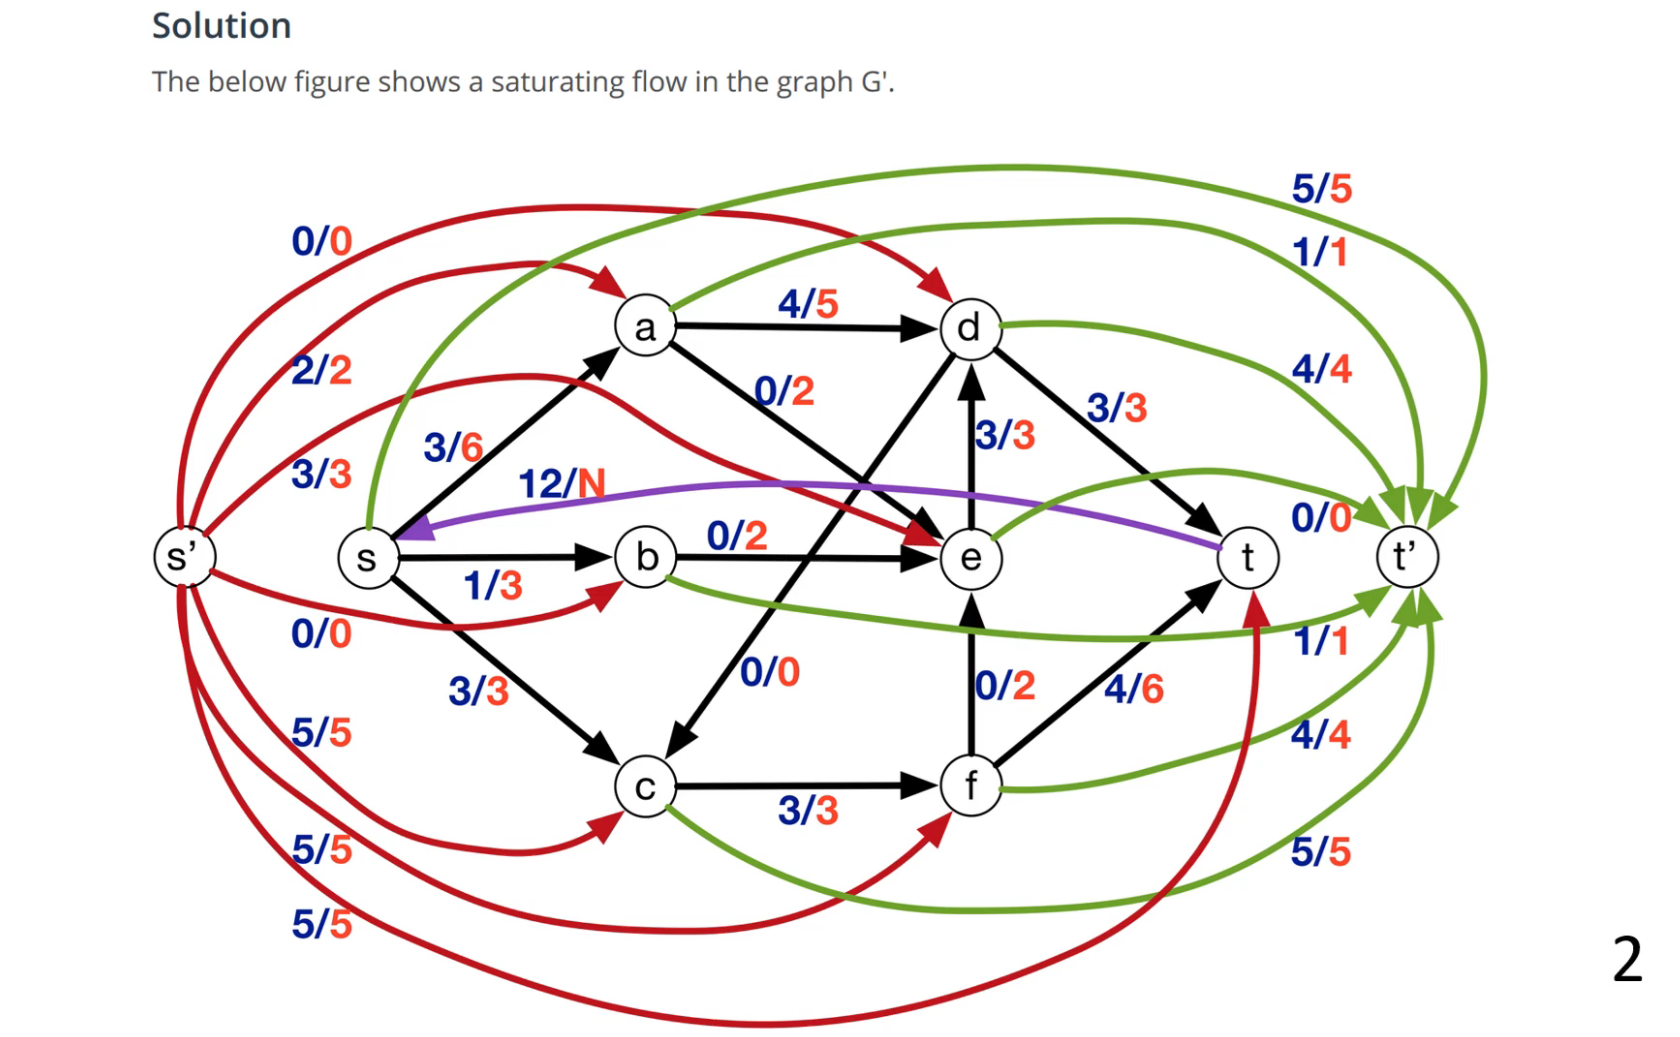 Solution
The below figure shows a saturating flow in the graph G'.
5/5
0/0
1/1
4/5
a
d
2/2
4/4
0/2
3/3
3/6
3/3
3/3
12/N
0/0
0/2
s’
s
b
e
t
t’
1/3
0/0
1/1
0/0
0/2
4/6
3/3
5/5
4/4
c
f
3/3
5/5
5/5
5/5
2